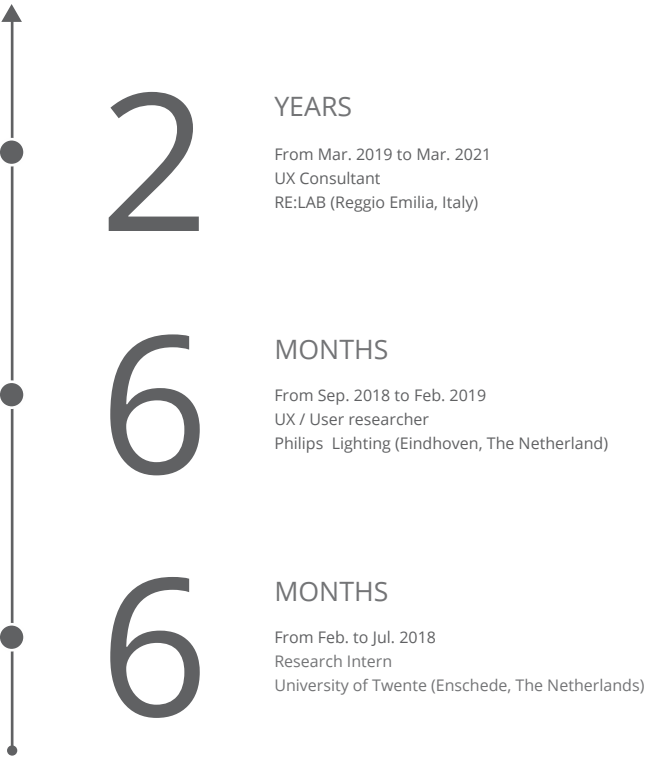 2
YEARS
From Mar. 2019 to Mar. 2021
UX Consultant
RE:LAB (Reggio Emilia, Italy)
6
MONTHS
From Sep. 2018 to Feb. 2019
UX / User researcher
Philips  Lighting (Eindhoven, The Netherland)
6
MONTHS
From Feb. to Jul. 2018
Research Intern
University of Twente (Enschede, The Netherlands)